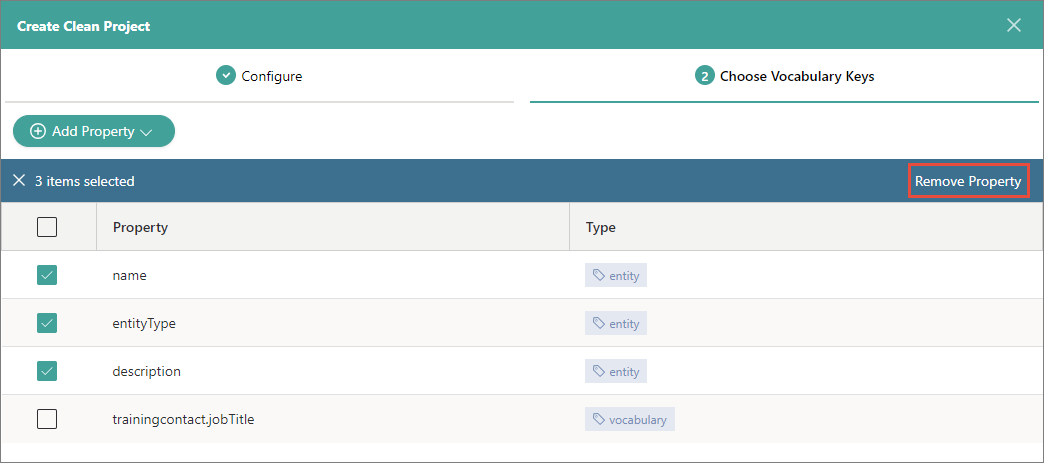 Create Clean Project
Configure
2 Choose Vocabulary Keys
Add Property
3 items selected Remove Property
Property Type
name entity
entityType entity
description entity
trainingcontact.jobTitle vocabulary